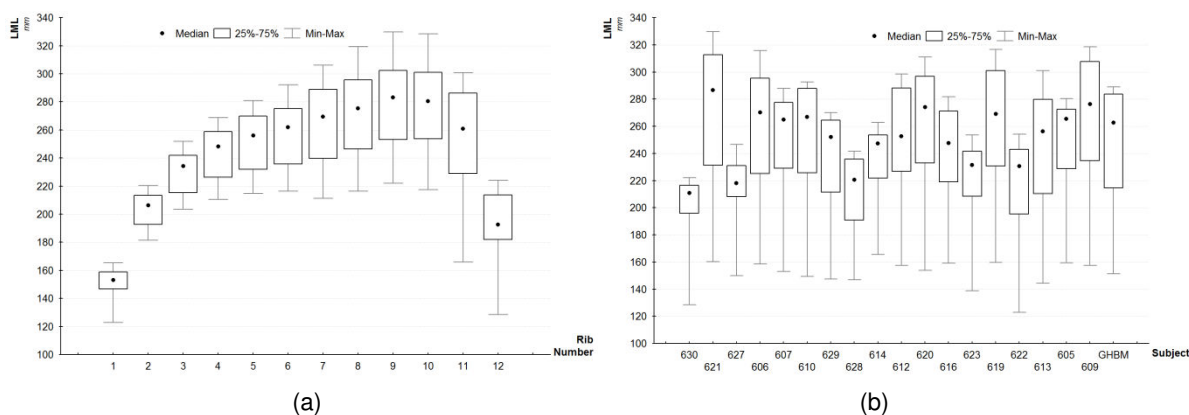 LML
mm
• Median 25%-75% Min-Max
340
320
300
280
260
240
220
200
180
160
140
120
100
1 2 3 4 5 6 7 8 9 10 11 12
Rib
Number
(a)
LML
mm
• Median 25%-75% Min-Max
340
320
300
280
260
240
220
200
180
160
140
120
100
630 627 607 629 614 620 623 622 605 GHBM
621 606 610 628 612 616 619 613 609
Subject
(b)